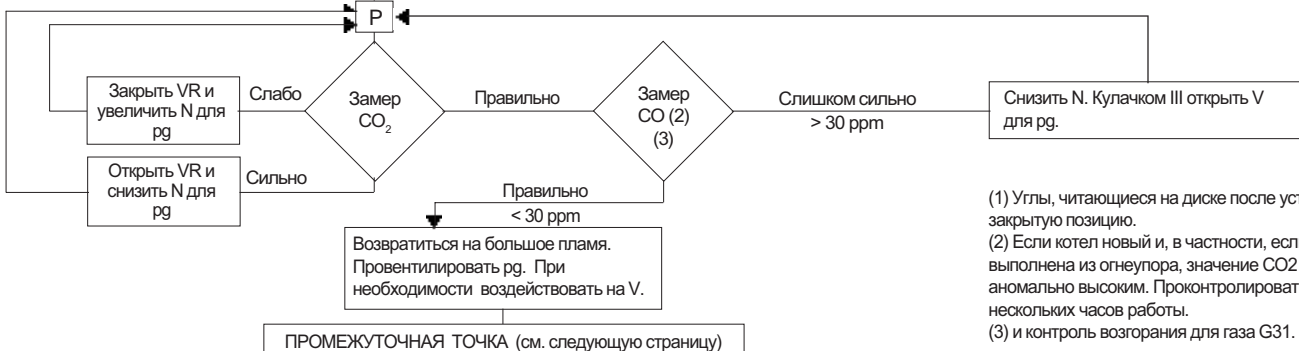 P
Закрыть VR и
увеличить N для
pg
Слабо
Замер
CO2
Правильно
Замер
CO (2)
(3)
Слишком сильно
> 30 ppm
Снизить N. Кулачком III открыть V
для pg.
Открыть VR и
снизить N для
pg
Сильно
Правильно
< 30 ppm
Возвратиться на большое пламя.
Провентилировать pg. При
необходимости воздействовать на V.
ПРОМЕЖУТОЧНАЯ ТОЧКА (см. следующую страницу)
(1) Углы, читающиеся на диске после уст
закрытую позицию.
(2) Если котел новый и, в частности, есл
выполнена из огнеупора, значение CO2
аномально высоким. Проконтролироват
нескольких часов работы.
(3) и контроль возгорания для газа G31.